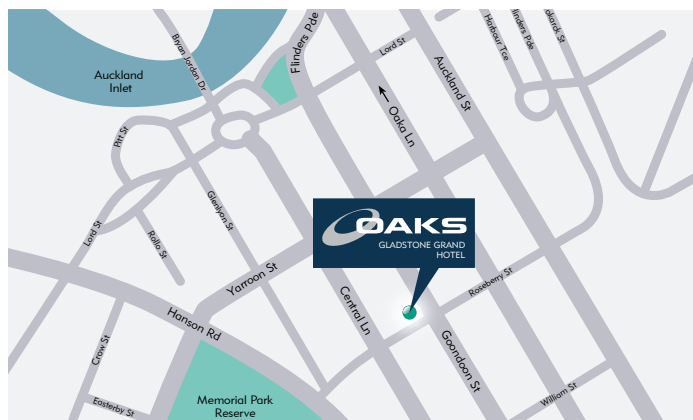 Bryan Jordon Dr
Flinders Pde
Lord St
Harbour Tce
Flinders Pde
Auckland
Inlet
Auckland St
Oaka Ln
Pitt St
Glenlyon St
Lord St
Rollo St
OAKS
GLADSTONE GRAND
HOTEL
Yarroon St
Roseberry St
Central Ln
Hanson Rd
Goondoon St
Crow St
Easterby St
William St
Memorial Park
Reserve